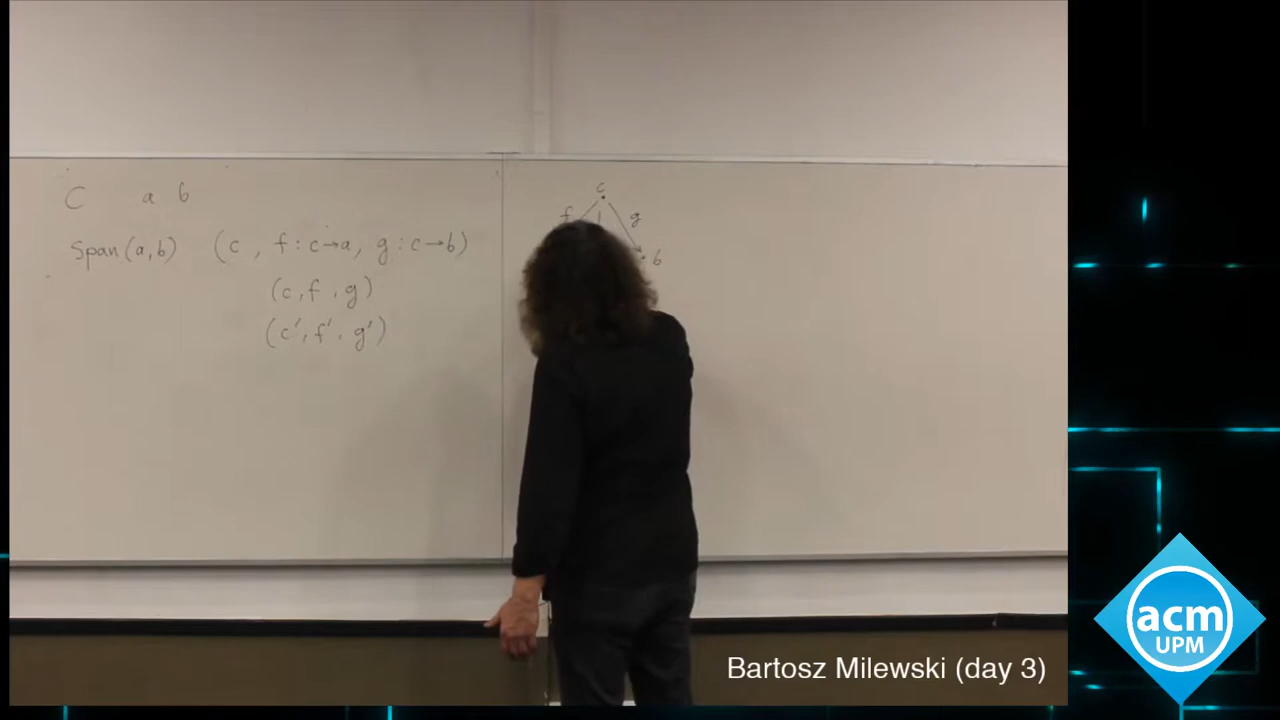 C a b
Span(a,b) (c , f : c→a, g : c→b)
(c , f , g)
(c', f', g')
c
f g
b
acm
UPM
Bartosz Milewski (day 3)